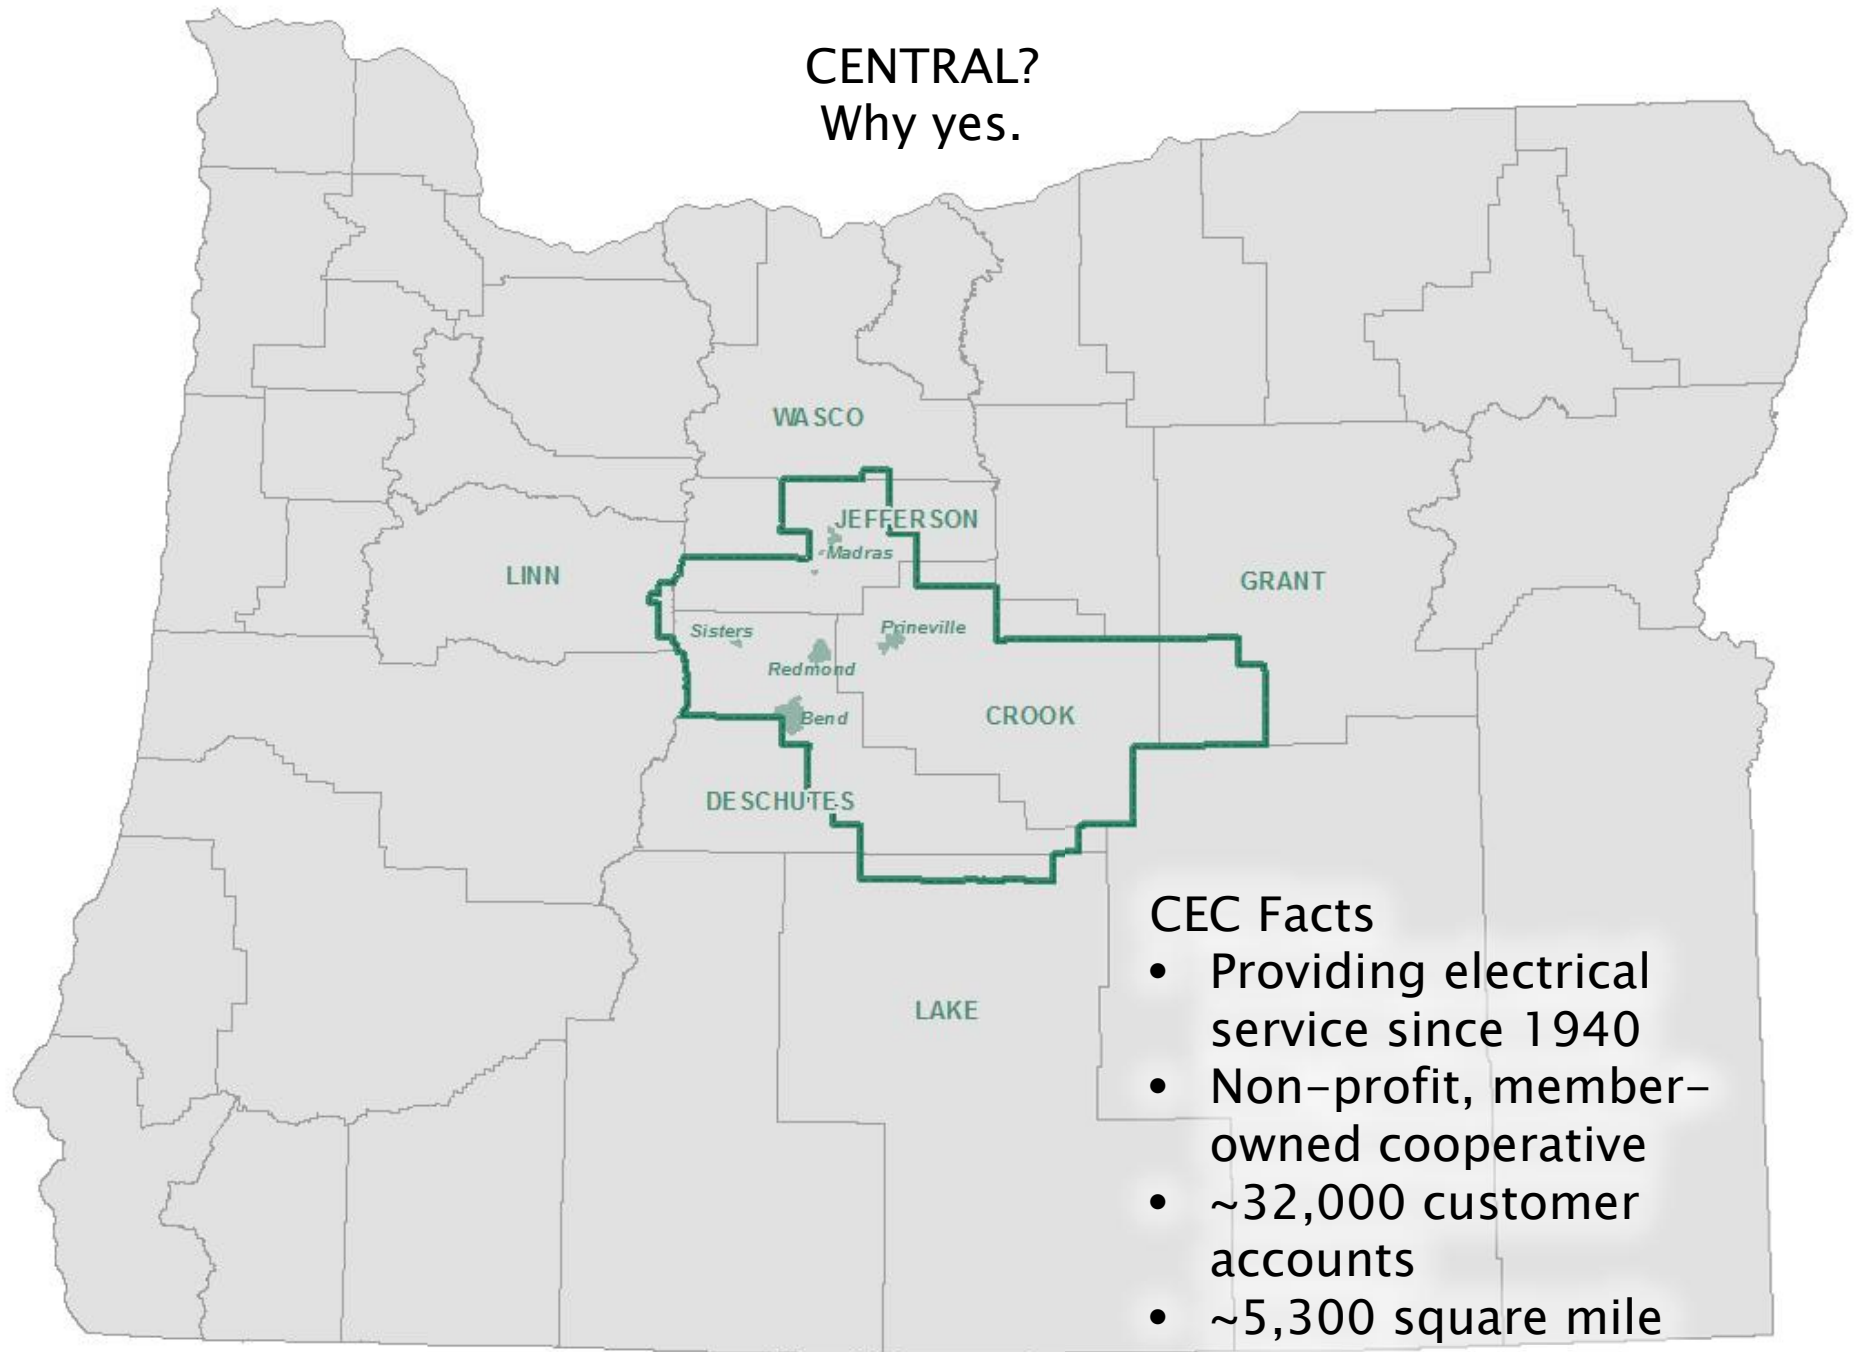 CENTRAL?
Why yes.
WASCO
JEFFERSON
Madras
LINN
GRANT
Sisters
Prineville
Redmond
CROOK
Bend
DESCHUTES
CEC Facts
• Providing electrical
service since 1940
LAKE
• Non-profit, member-
owned cooperative
• ~32,000 customer
accounts
• ~5,300 square mile